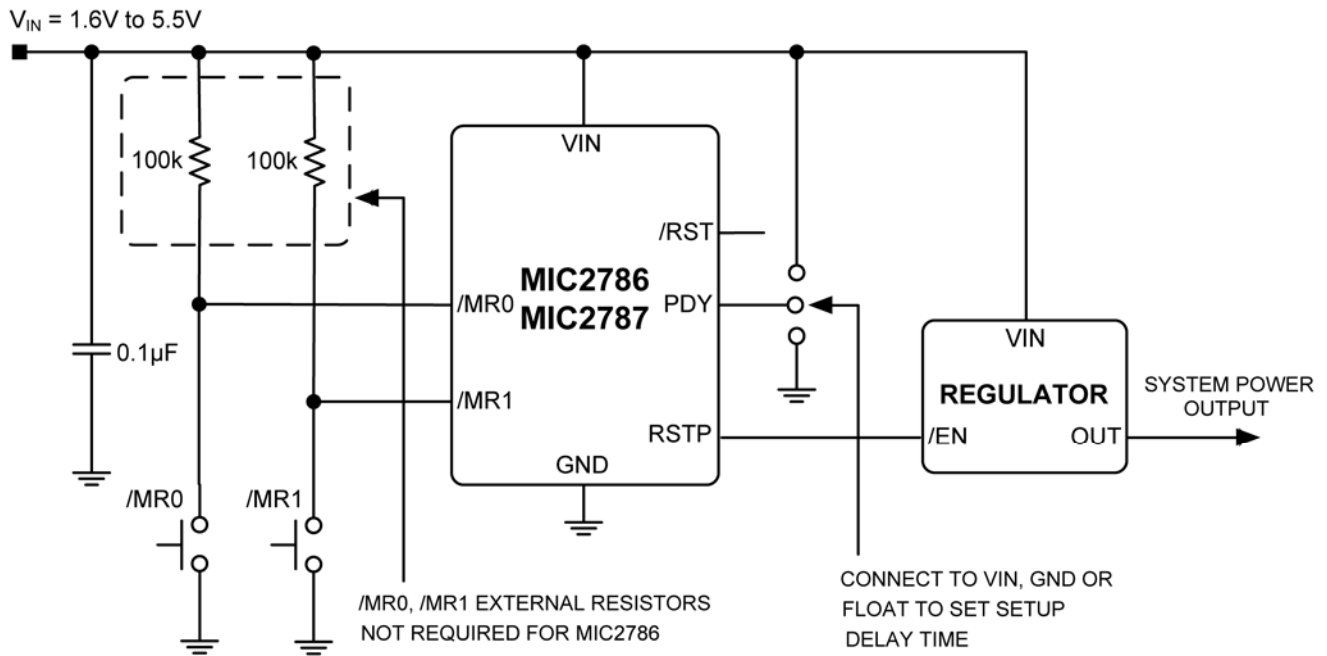 V_IN = 1.6V to 5.5V
100k
100k
VIN
/RST
MIC2786
MIC2787
/MR0
PDY
0.1µF
/MR1
RSTP
GND
VIN
REGULATOR
/EN
OUT
SYSTEM POWER
OUTPUT
/MR0
/MR1
/MR0, /MR1 EXTERNAL RESISTORS
NOT REQUIRED FOR MIC2786
CONNECT TO VIN, GND OR
FLOAT TO SET SETUP
DELAY TIME